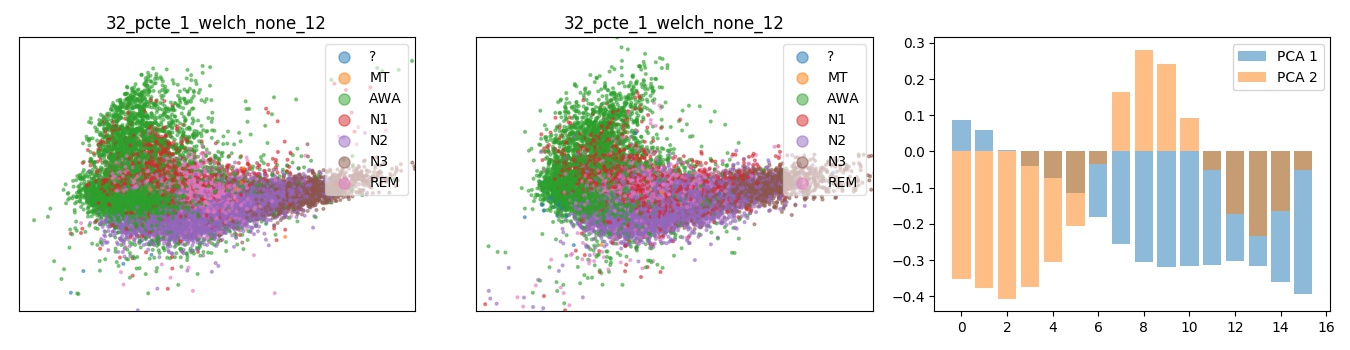 32_pcte_1_welch_none_12
?
MT
AWA
N1
N2
N3
REM
32_pcte_1_welch_none_12
?
MT
AWA
N1
N2
N3
REM
PCA 1
PCA 2
0.3
0.2
0.1
0.0
−0.1
−0.2
−0.3
−0.4
0 2 4 6 8 10 12 14 16